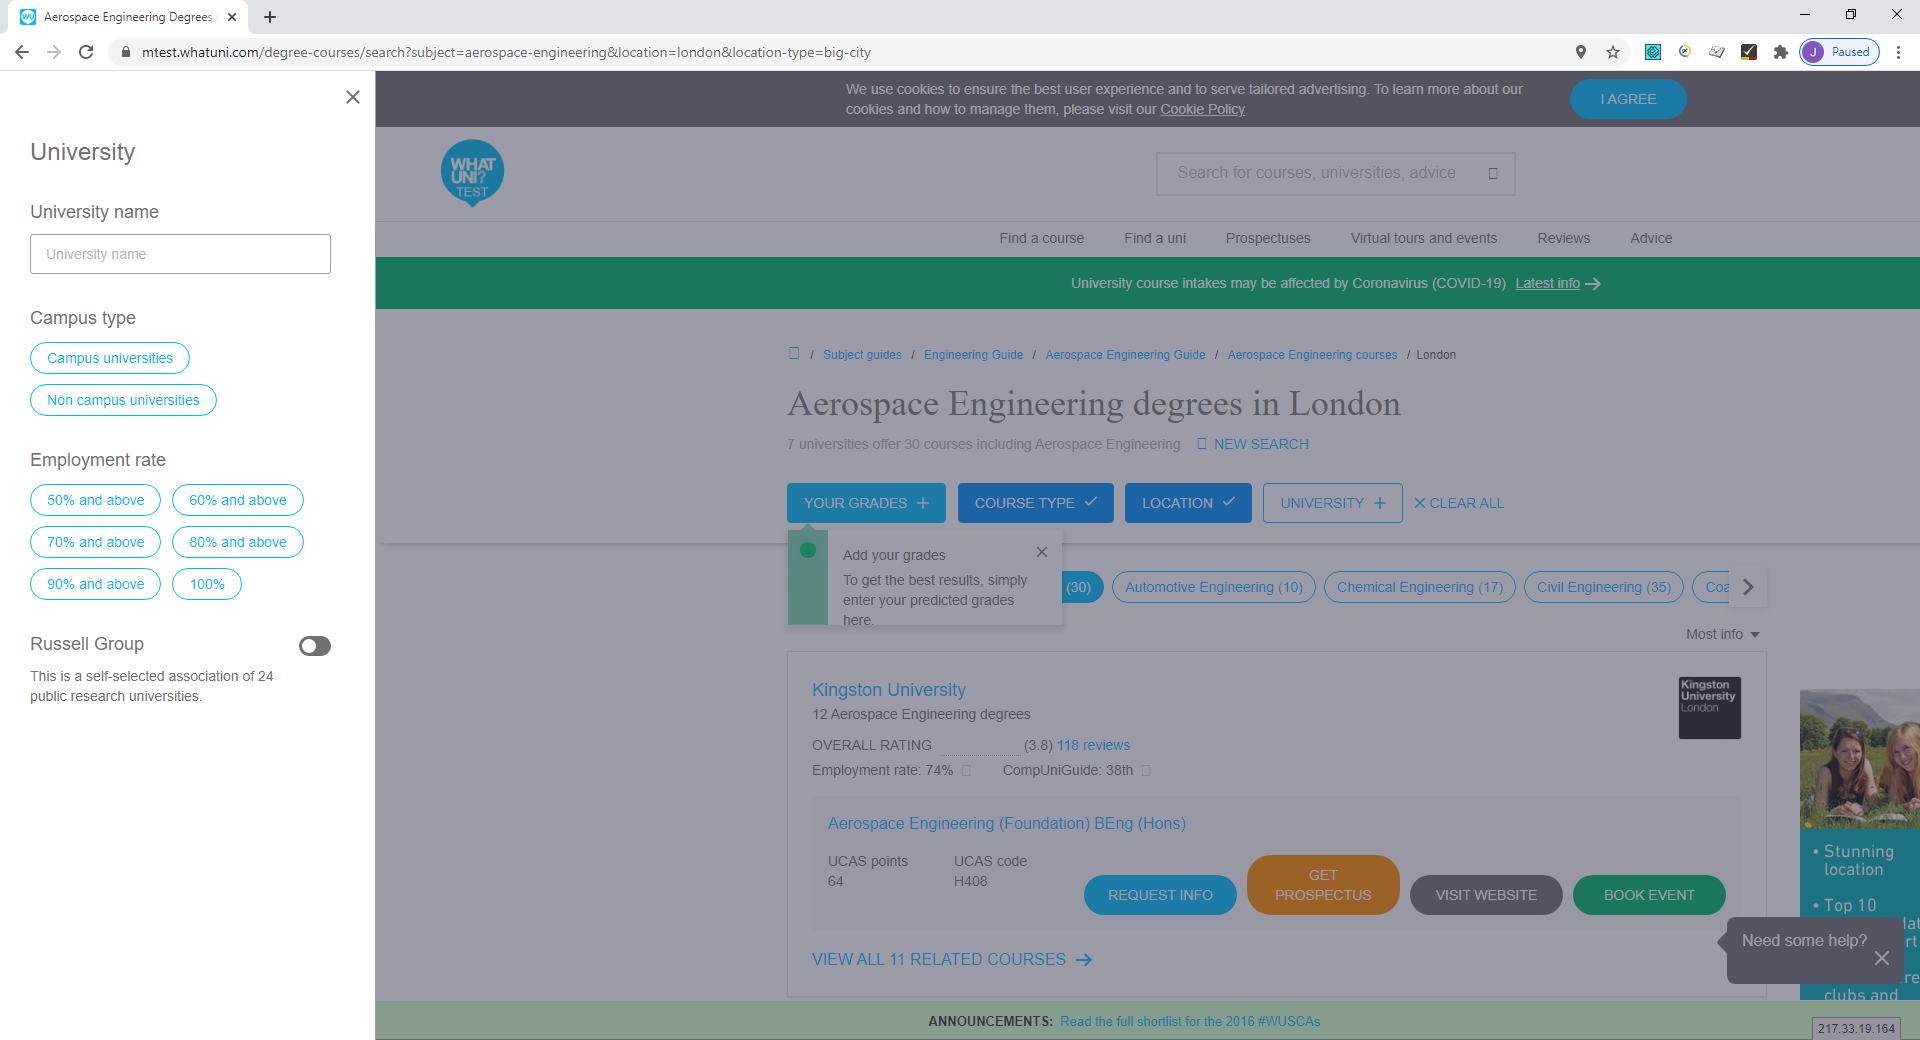 Aerospace Engineering Degrees
mtest.whatuni.com/degree-courses/search?subject=aerospace-engineering&location=london&location-type=big-city
J Paused
University
University name
University name
Campus type
Campus universities
Non campus universities
Employment rate
50% and above
60% and above
70% and above
80% and above
90% and above
100%
Russell Group
This is a self-selected association of 24
public research universities.
We use cookies to ensure the best user experience and to serve tailored advertising. To learn more about our
cookies and how to manage them, please visit our Cookie Policy
I AGREE
WHAT
UNI?
TEST
Search for courses, universities, advice
Find a course
Find a uni
Prospectuses
Virtual tours and events
Reviews
Advice
University course intakes may be affected by Coronavirus (COVID-19) Latest info
/ Subject guides / Engineering Guide / Aerospace Engineering Guide / Aerospace Engineering courses / London
Aerospace Engineering degrees in London
7 universities offer 30 courses including Aerospace Engineering
NEW SEARCH
YOUR GRADES
COURSE TYPE
LOCATION
UNIVERSITY
CLEAR ALL
Add your grades
To get the best results, simply
enter your predicted grades
here.
(30)
Automotive Engineering (10)
Chemical Engineering (17)
Civil Engineering (35)
Coa
Most info
Kingston University
12 Aerospace Engineering degrees
OVERALL RATING (3.8) 118 reviews
Employment rate: 74%
CompUniGuide: 38th
Kingston
University
London
Aerospace Engineering (Foundation) BEng (Hons)
UCAS points
64
UCAS code
H408
REQUEST INFO
GET
PROSPECTUS
VISIT WEBSITE
BOOK EVENT
VIEW ALL 11 RELATED COURSES
• Stunning
location
• Top 10
Need some help?
clubs and
ANNOUNCEMENTS: Read the full shortlist for the 2016 #WUSCAs
217.33.19.164